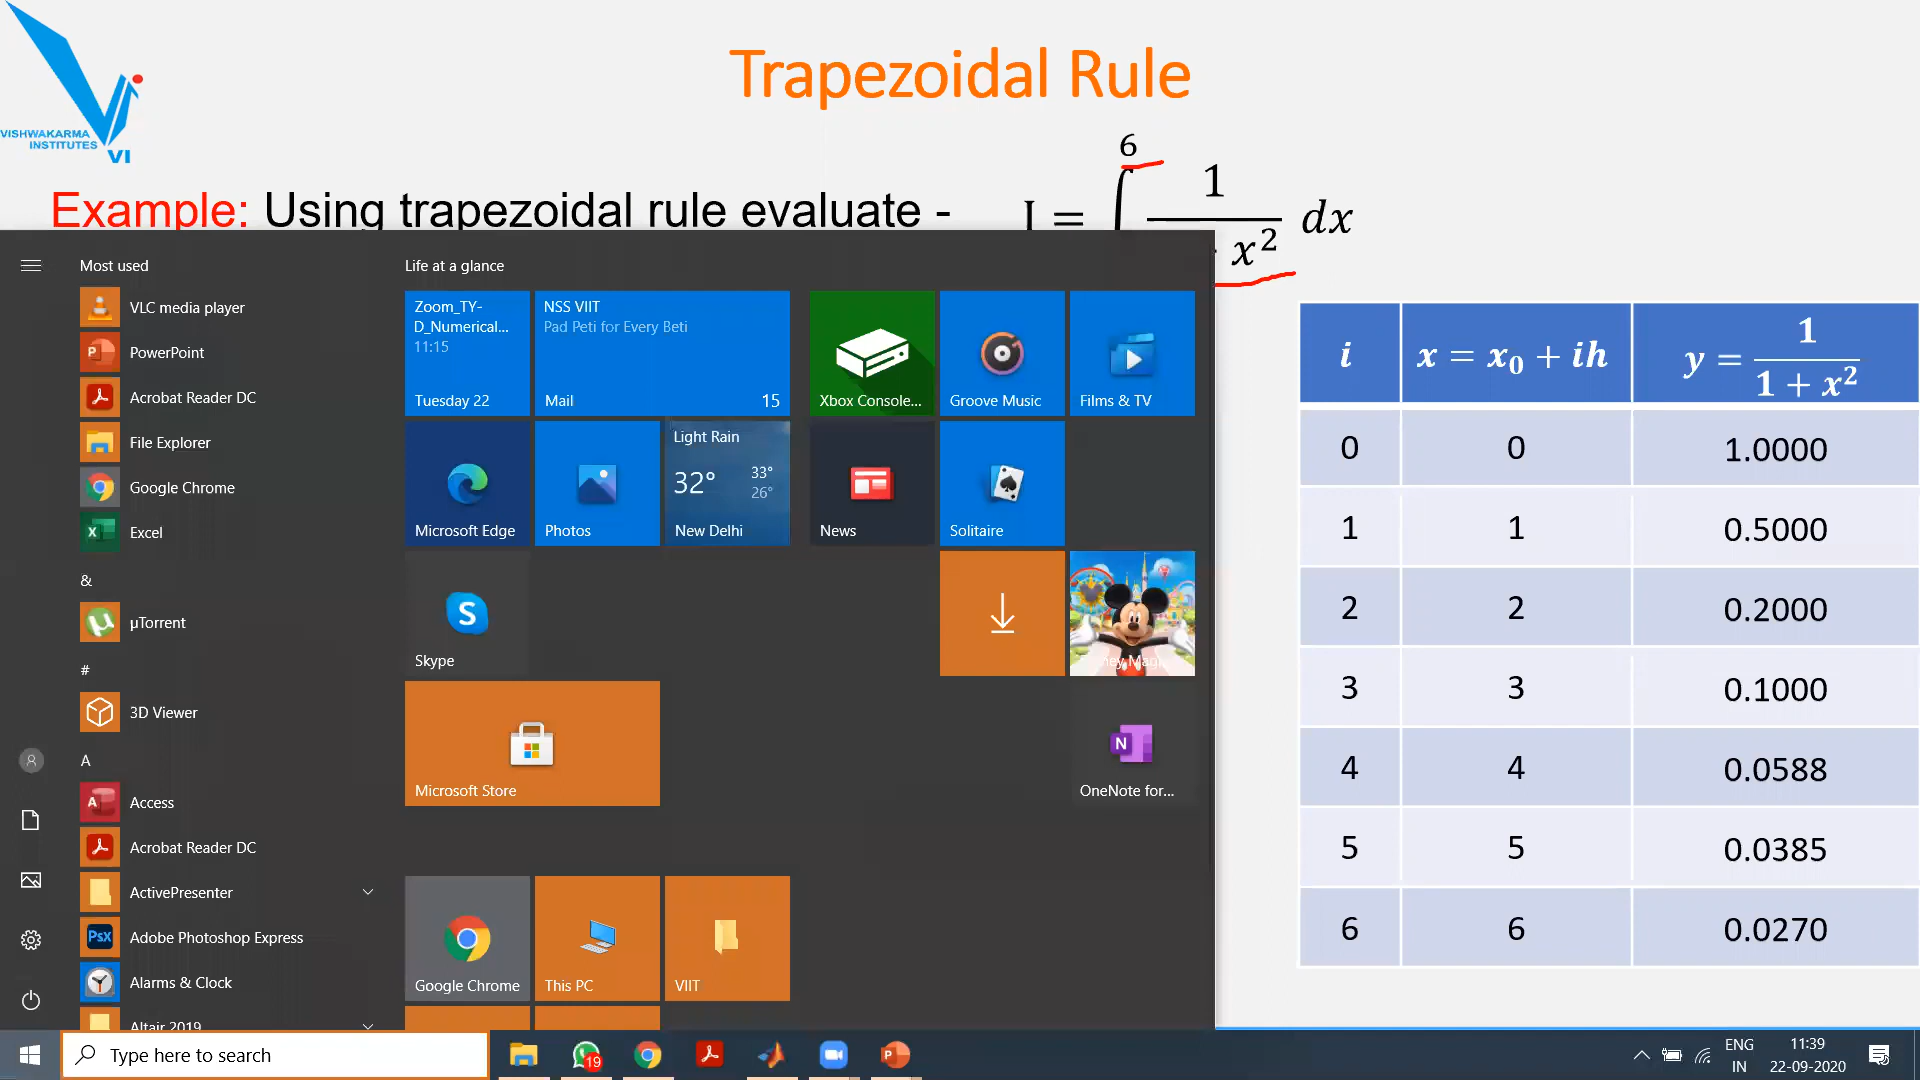 VISHWAKARMA
INSTITUTES
VI
Trapezoidal Rule
Example: Using trapezoidal rule evaluate -
I = ∫ 6 1 x² dx
i x = x₀ + ih y = 1 / 1 + x²
0 0 1.0000
1 1 0.5000
2 2 0.2000
3 3 0.1000
4 4 0.0588
5 5 0.0385
6 6 0.0270
Most used
VLC media player
PowerPoint
Acrobat Reader DC
File Explorer
Google Chrome
Excel
&
µTorrent
#
3D Viewer
A
Access
Acrobat Reader DC
ActivePresenter
Adobe Photoshop Express
Alarms & Clock
Altair 2019
Life at a glance
Zoom_TY-
D_Numerical...
11:15
Tuesday 22
NSS VIIT
Pad Peti for Every Beti
Mail 15
Xbox Console...
Groove Music
Films & TV
Microsoft Edge
Photos
Light Rain
32° 33°
26°
New Delhi
News
Solitaire
Skype
Microsoft Store
OneNote for...
Google Chrome
This PC
VIIT
Type here to search
19
ENG
IN
11:39
22-09-2020